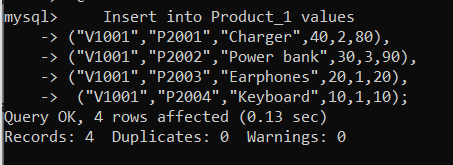 mysql>     Insert into Product_1 values
    -> ("V1001","P2001","Charger",40,2,80),
    -> ("V1001","P2002","Power bank",30,3,90),
    -> ("V1001","P2003","Earphones",20,1,20),
    ->  ("V1001","P2004","Keyboard",10,1,10);
Query OK, 4 rows affected (0.13 sec)
Records: 4  Duplicates: 0  Warnings: 0